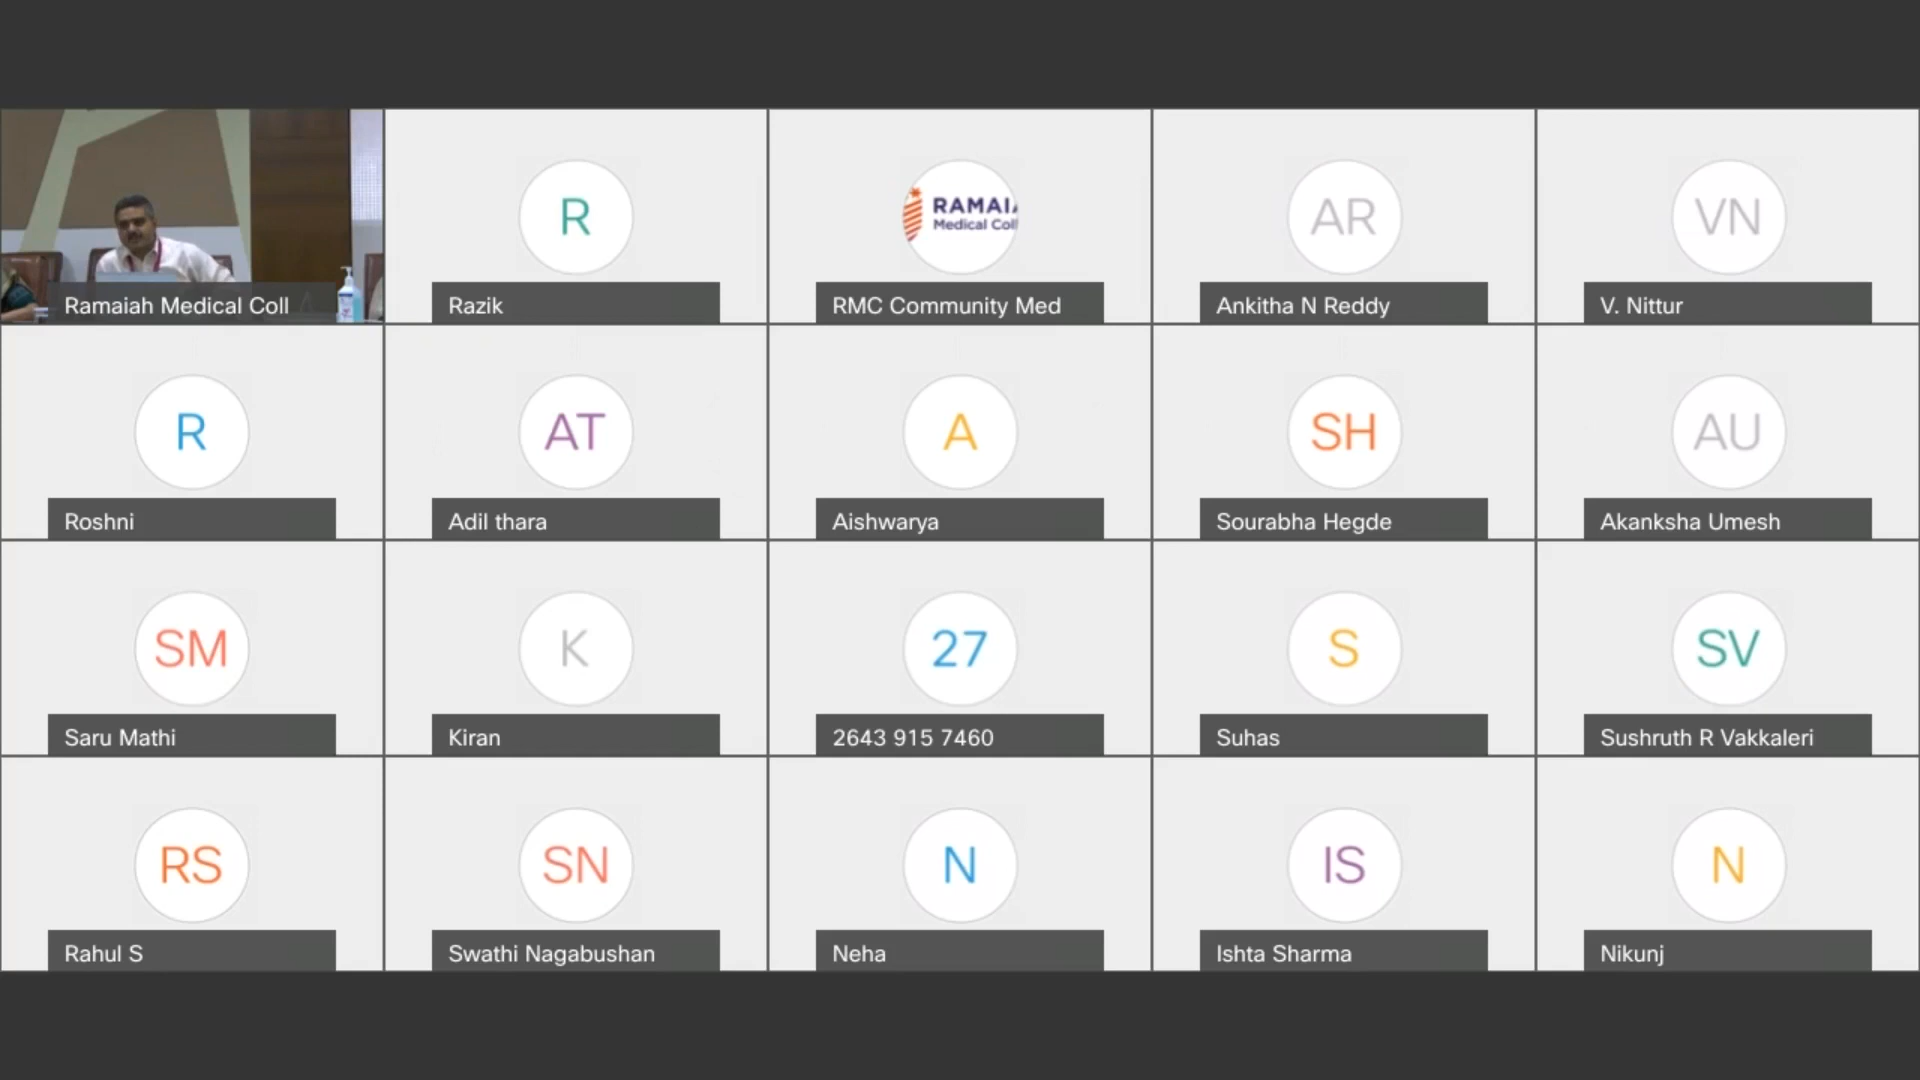 Ramaiah Medical Coll
R
Razik
RAMAIA
Medical Coll
RMC Community Med
AR
Ankitha N Reddy
VN
V. Nittur
R
Roshni
AT
Adil thara
A
Aishwarya
SH
Sourabha Hegde
AU
Akanksha Umesh
SM
Saru Mathi
K
Kiran
27
2643 915 7460
S
Suhas
SV
Sushruth R Vakkaleri
RS
Rahul S
SN
Swathi Nagabushan
N
Neha
IS
Ishta Sharma
N
Nikunj